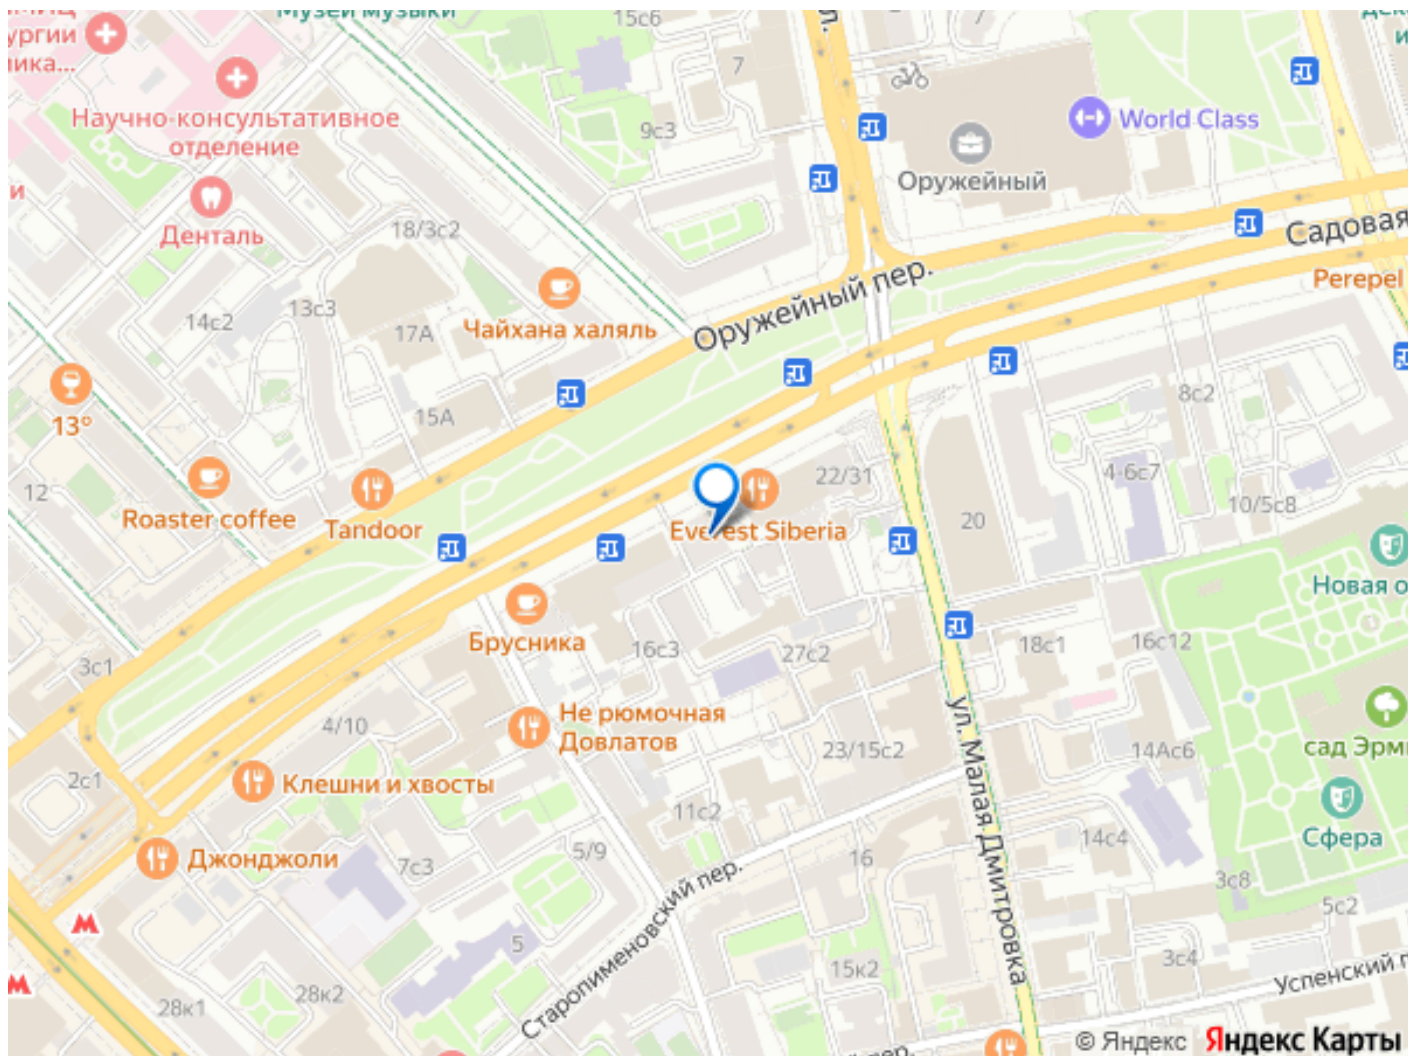 Музей музыки
15с6
ул.
ургии
ика...
7
Научно-консультативное
отделение
9с3
World Class
Оружейный
и
Денталь
18/3с2
Садовая
Perepel
13с3
14с2
17А
Чайхана халяль
Оружейный пер.
13°
15А
8с2
12
Roaster coffee
Tandoor
22/31
Everest Siberia
20
4-6с7
10/5с8
Новая о
Брусника
16с3
27с2
18с1
16с12
3с1
4/10
Не рюмочная
Довлатов
23/15с2
ул. Малая Дмитровка
14Ас6
сад Эрм
2с1
Клешни и хвосты
11с2
Сфера
Джонджоли
7с3
5/9
Старопименовский пер.
16
14с4
3с8
5с2
5
15к2
3с4
Успенский п
28к1
28к2
пер.
© Яндекс Яндекс Карты